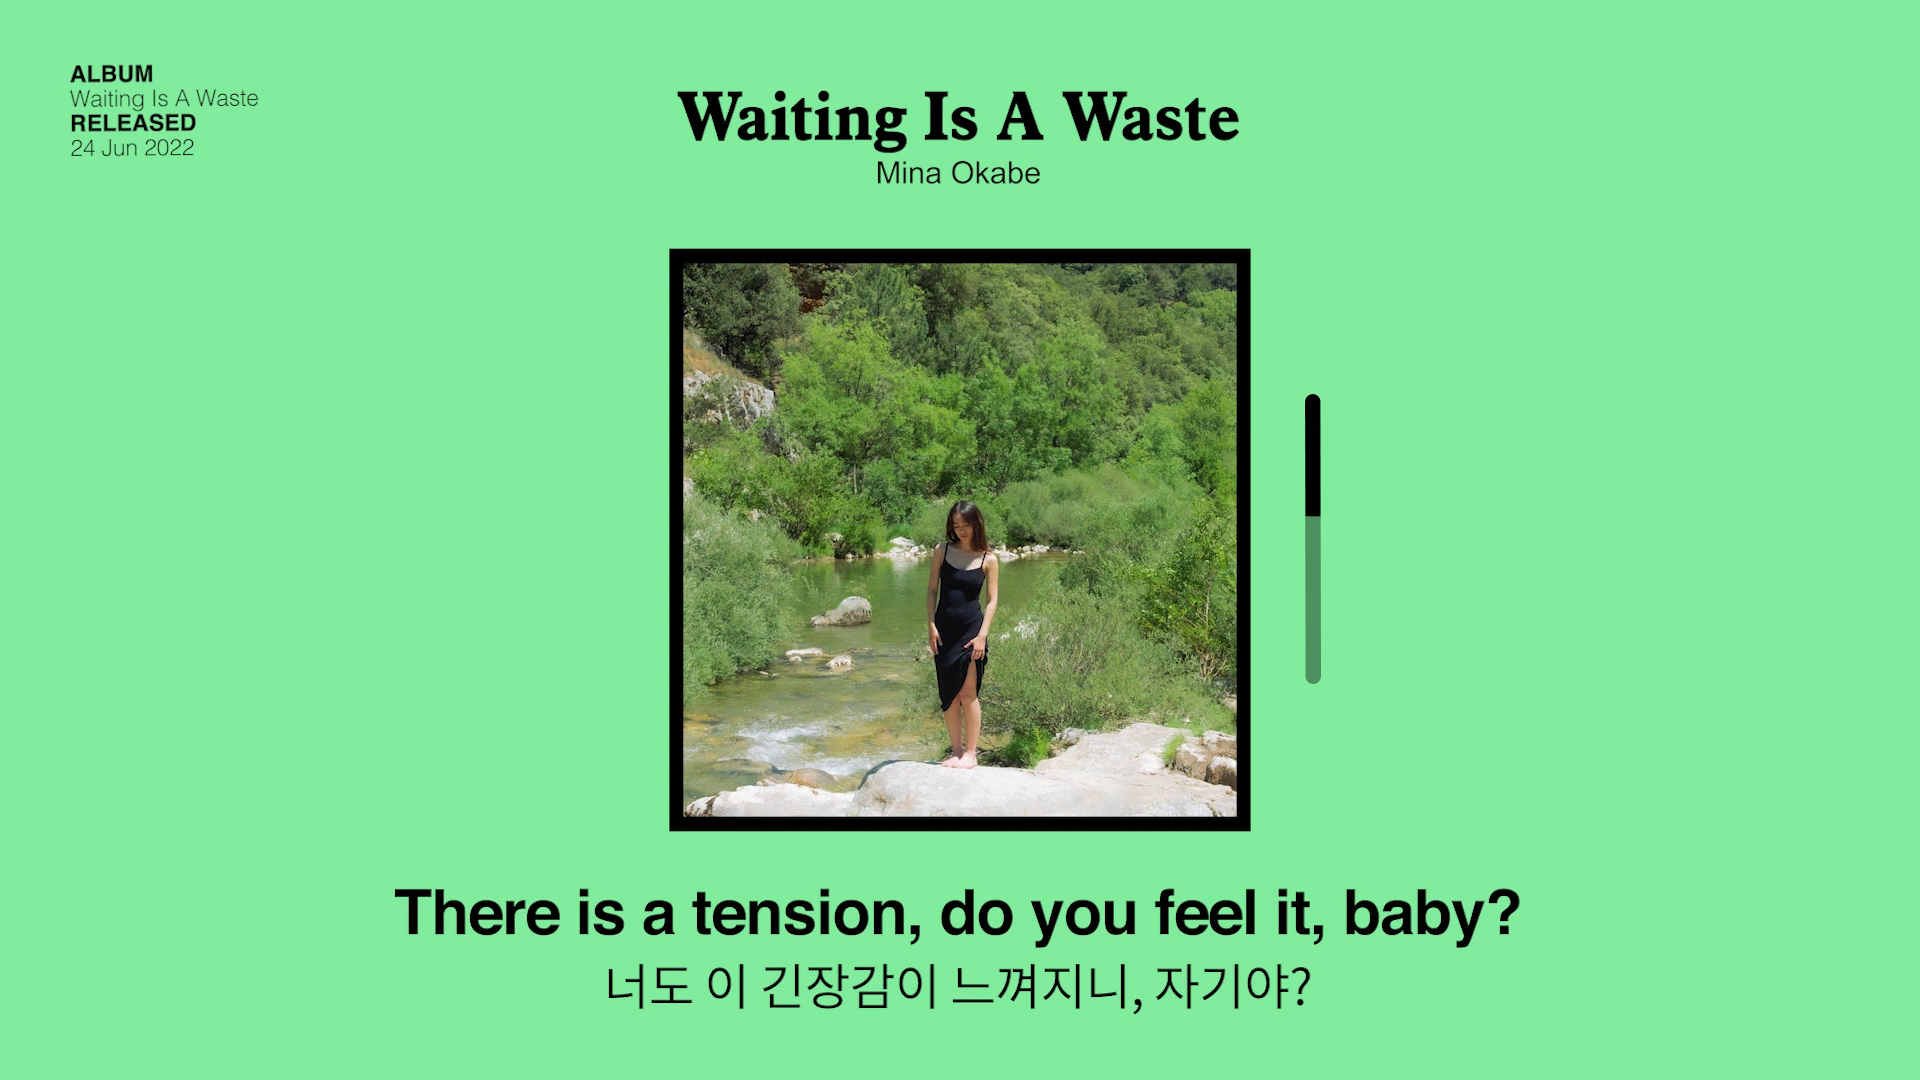 ALBUM
Waiting Is A Waste
RELEASED
24 Jun 2022
Waiting Is A Waste
Mina Okabe
There is a tension, do you feel it, baby?
너도 이 긴장감이 느껴지니, 자기야?